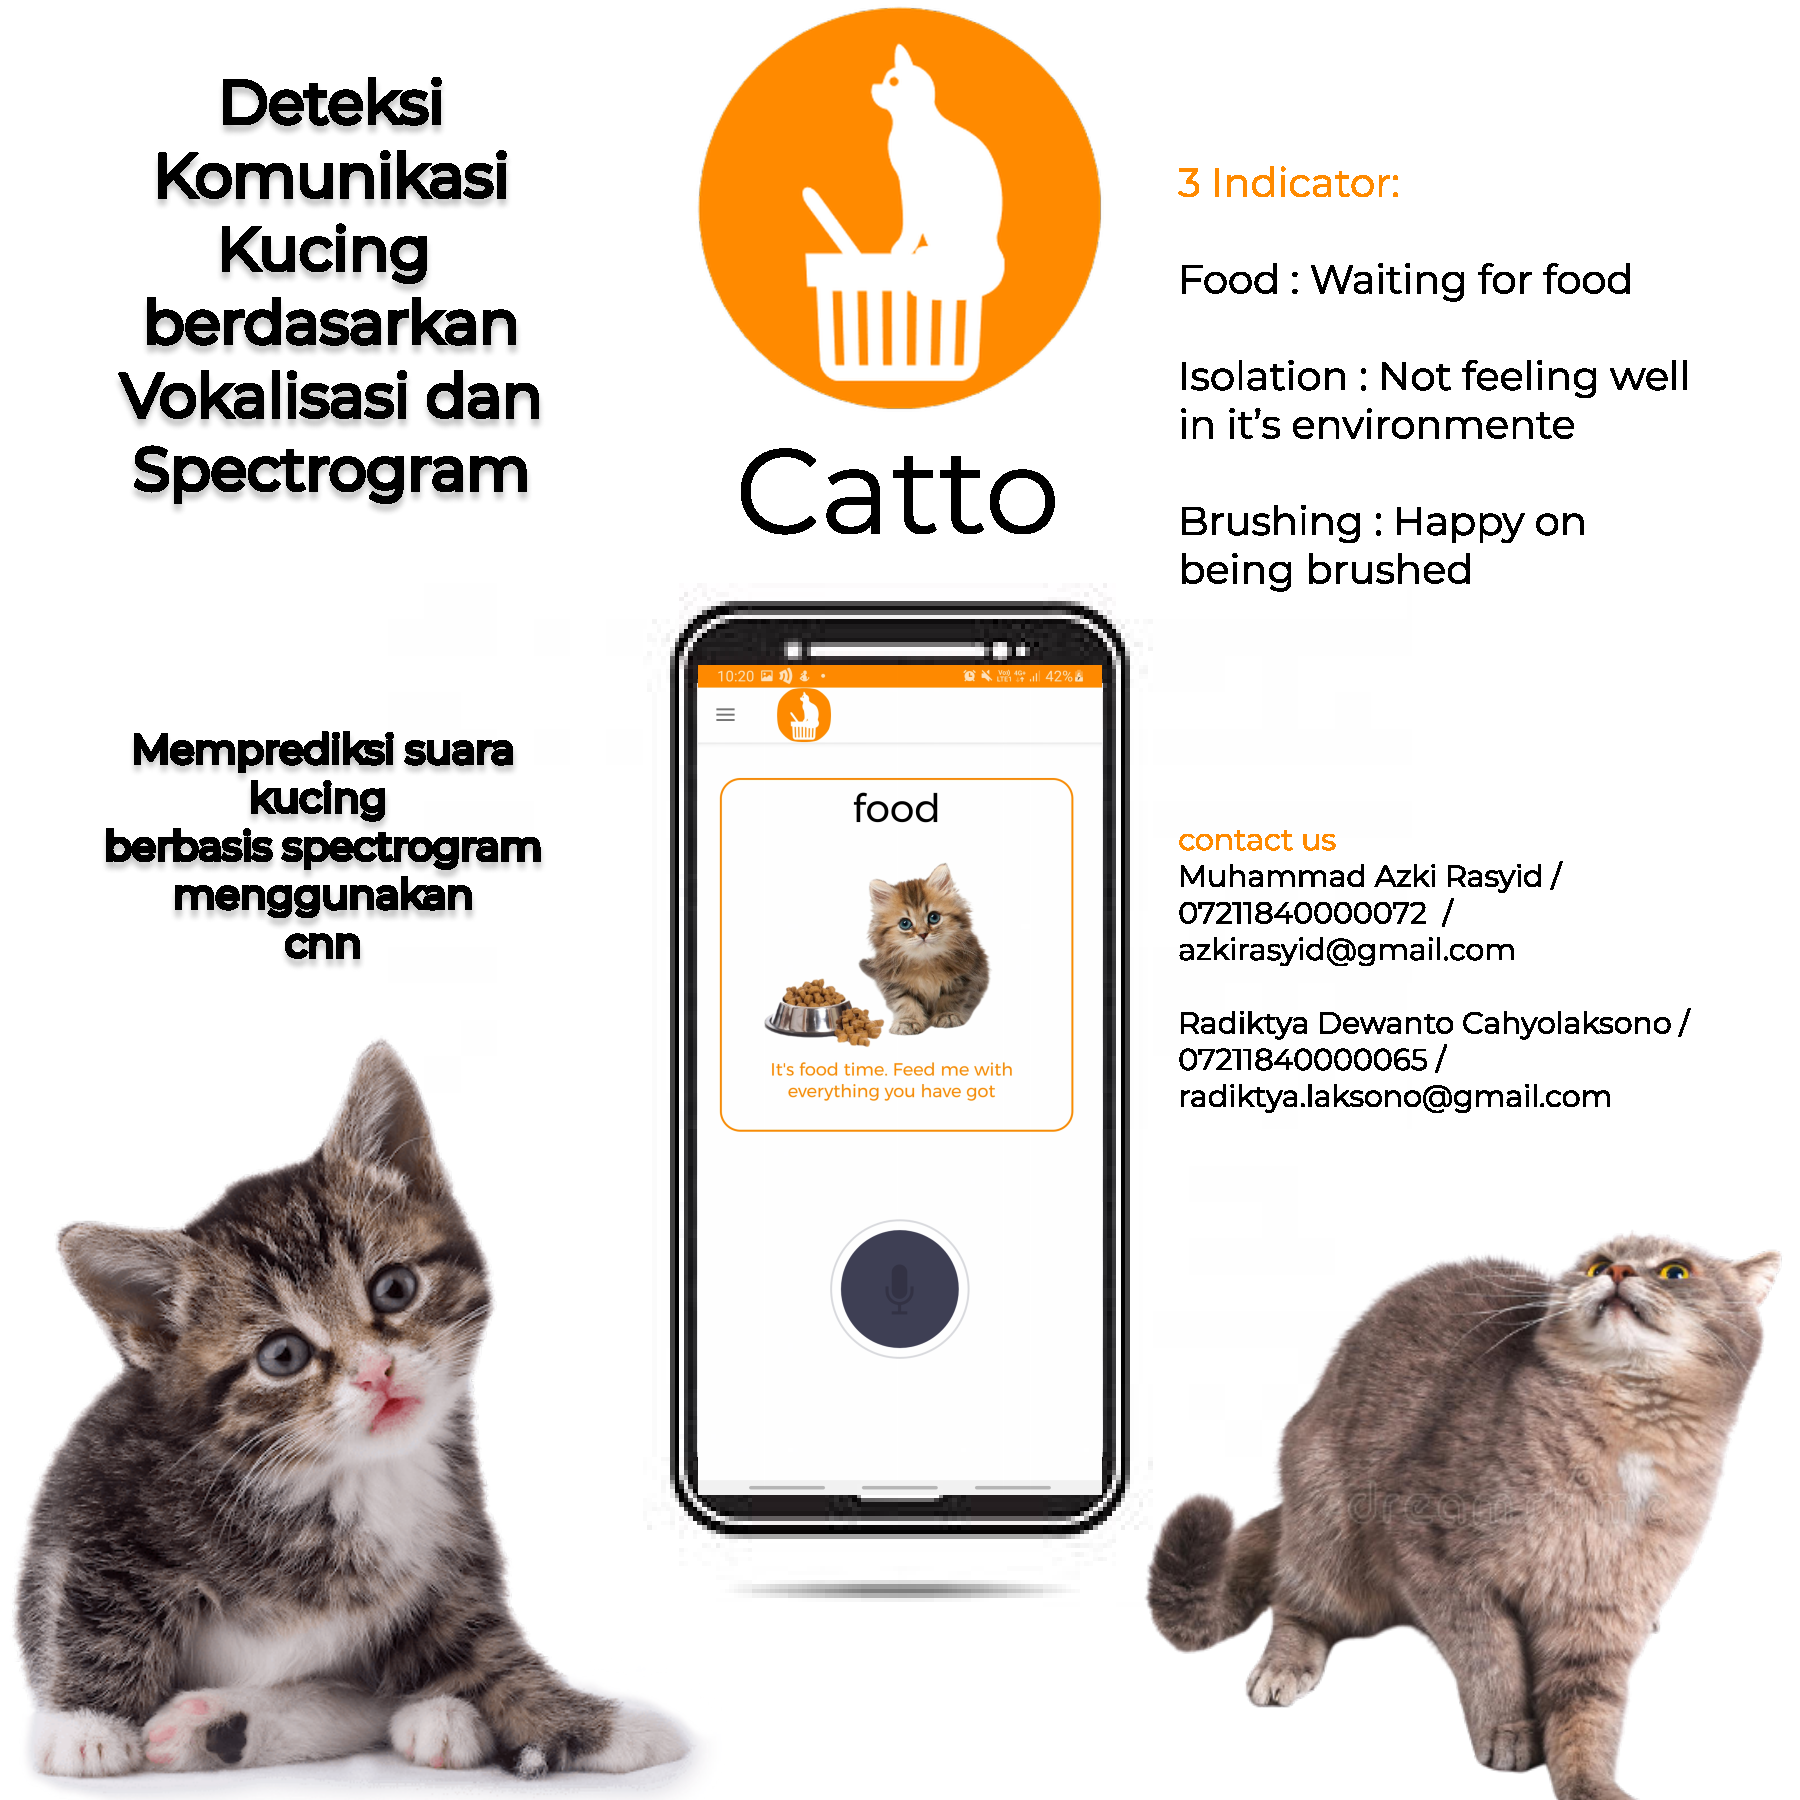 Deteksi
Komunikasi
Kucing
berdasarkan
Vokalisasi dan
Spectrogram
Memprediksi suara
kucing
berbasis spectrogram
menggunakan
cnn
Catto
10:20
42%
food
It's food time. Feed me with
everything you have got
3 Indicator:
Food : Waiting for food
Isolation : Not feeling well
in it’s environmente
Brushing : Happy on
being brushed
contact us
Muhammad Azki Rasyid /
07211840000072 /
azkirasyid@gmail.com
Radiktya Dewanto Cahyolaksono /
07211840000065 /
radiktya.laksono@gmail.com